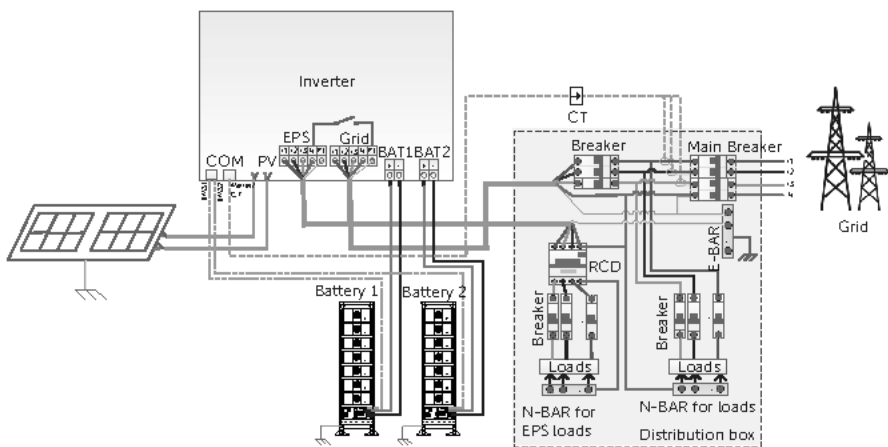 Inverter
EPS
Grid
COM
PV
BAT1
BAT2
CT
Breaker
Main Breaker
Grid
E-BAR
RCD
Battery 1
Battery 2
Breaker
Breaker
Loads
Loads
N-BAR for
EPS loads
N-BAR for loads
Distribution box